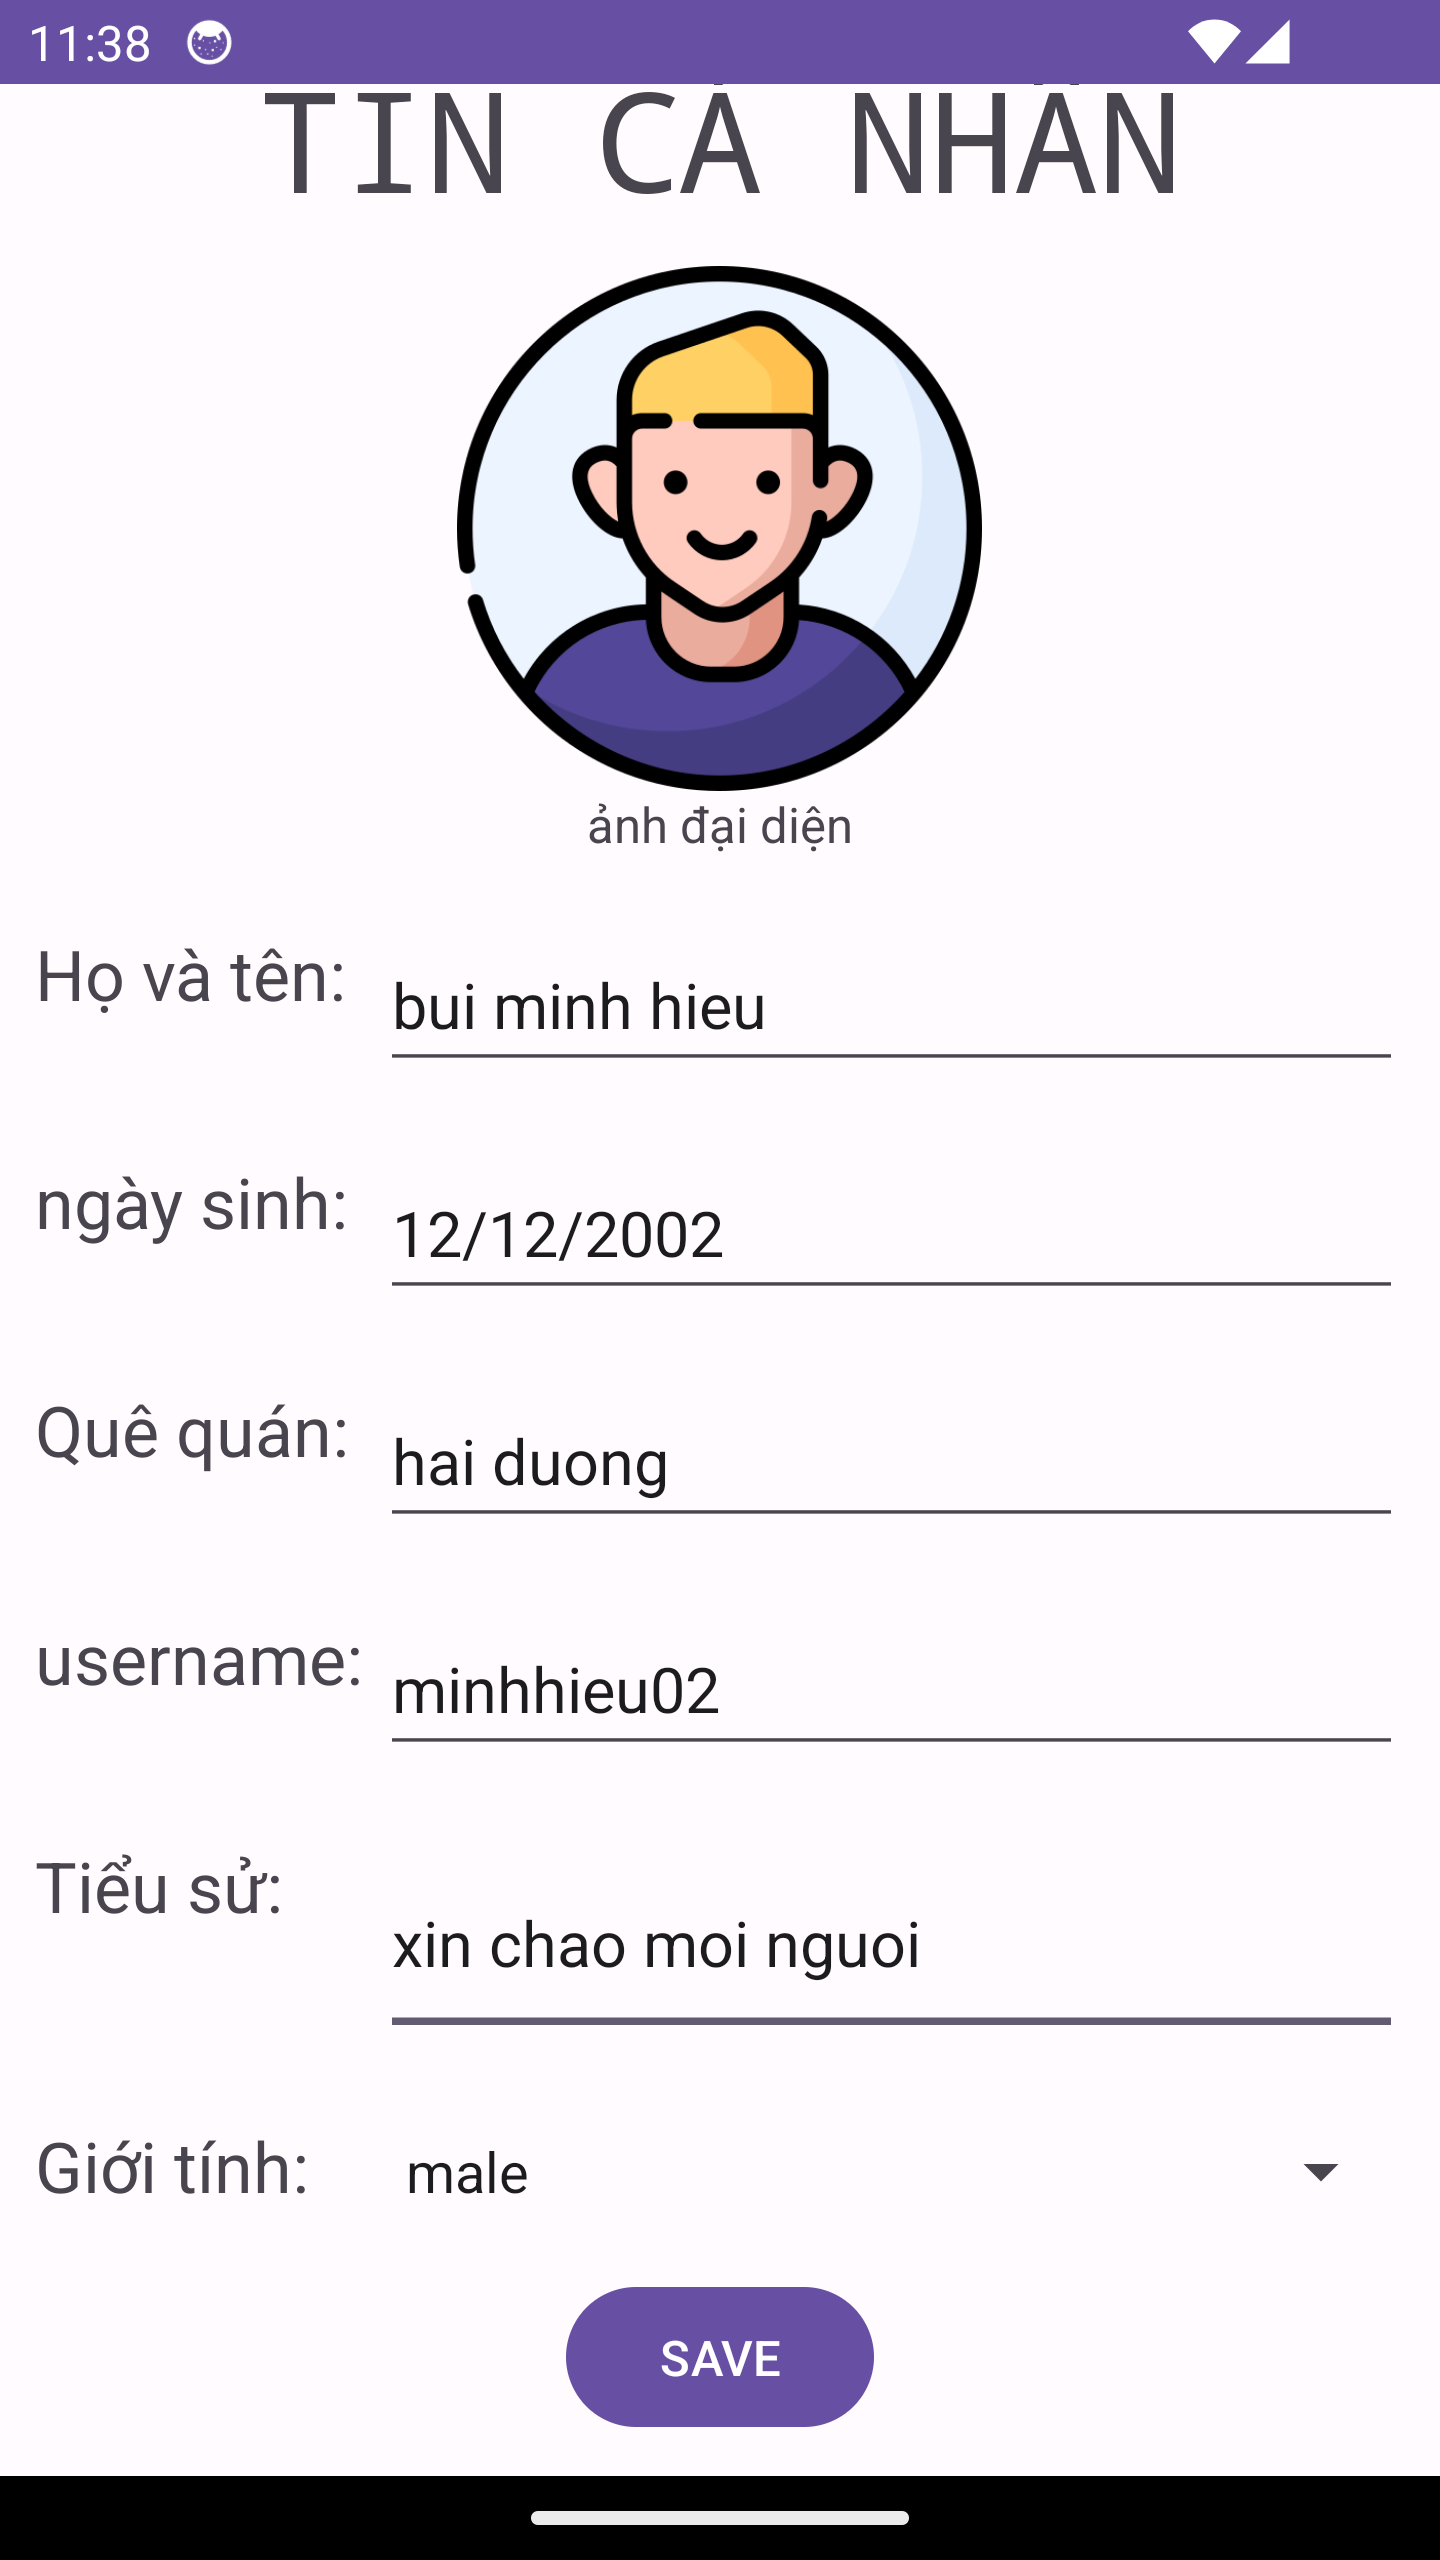 11:38
TIN CÁ NHÂN
ảnh đại diện
Họ và tên:
bui minh hieu
ngày sinh:
12/12/2002
Quê quán:
hai duong
username:
minhhieu02
Tiểu sử:
xin chao moi nguoi
Giới tính:
male
SAVE